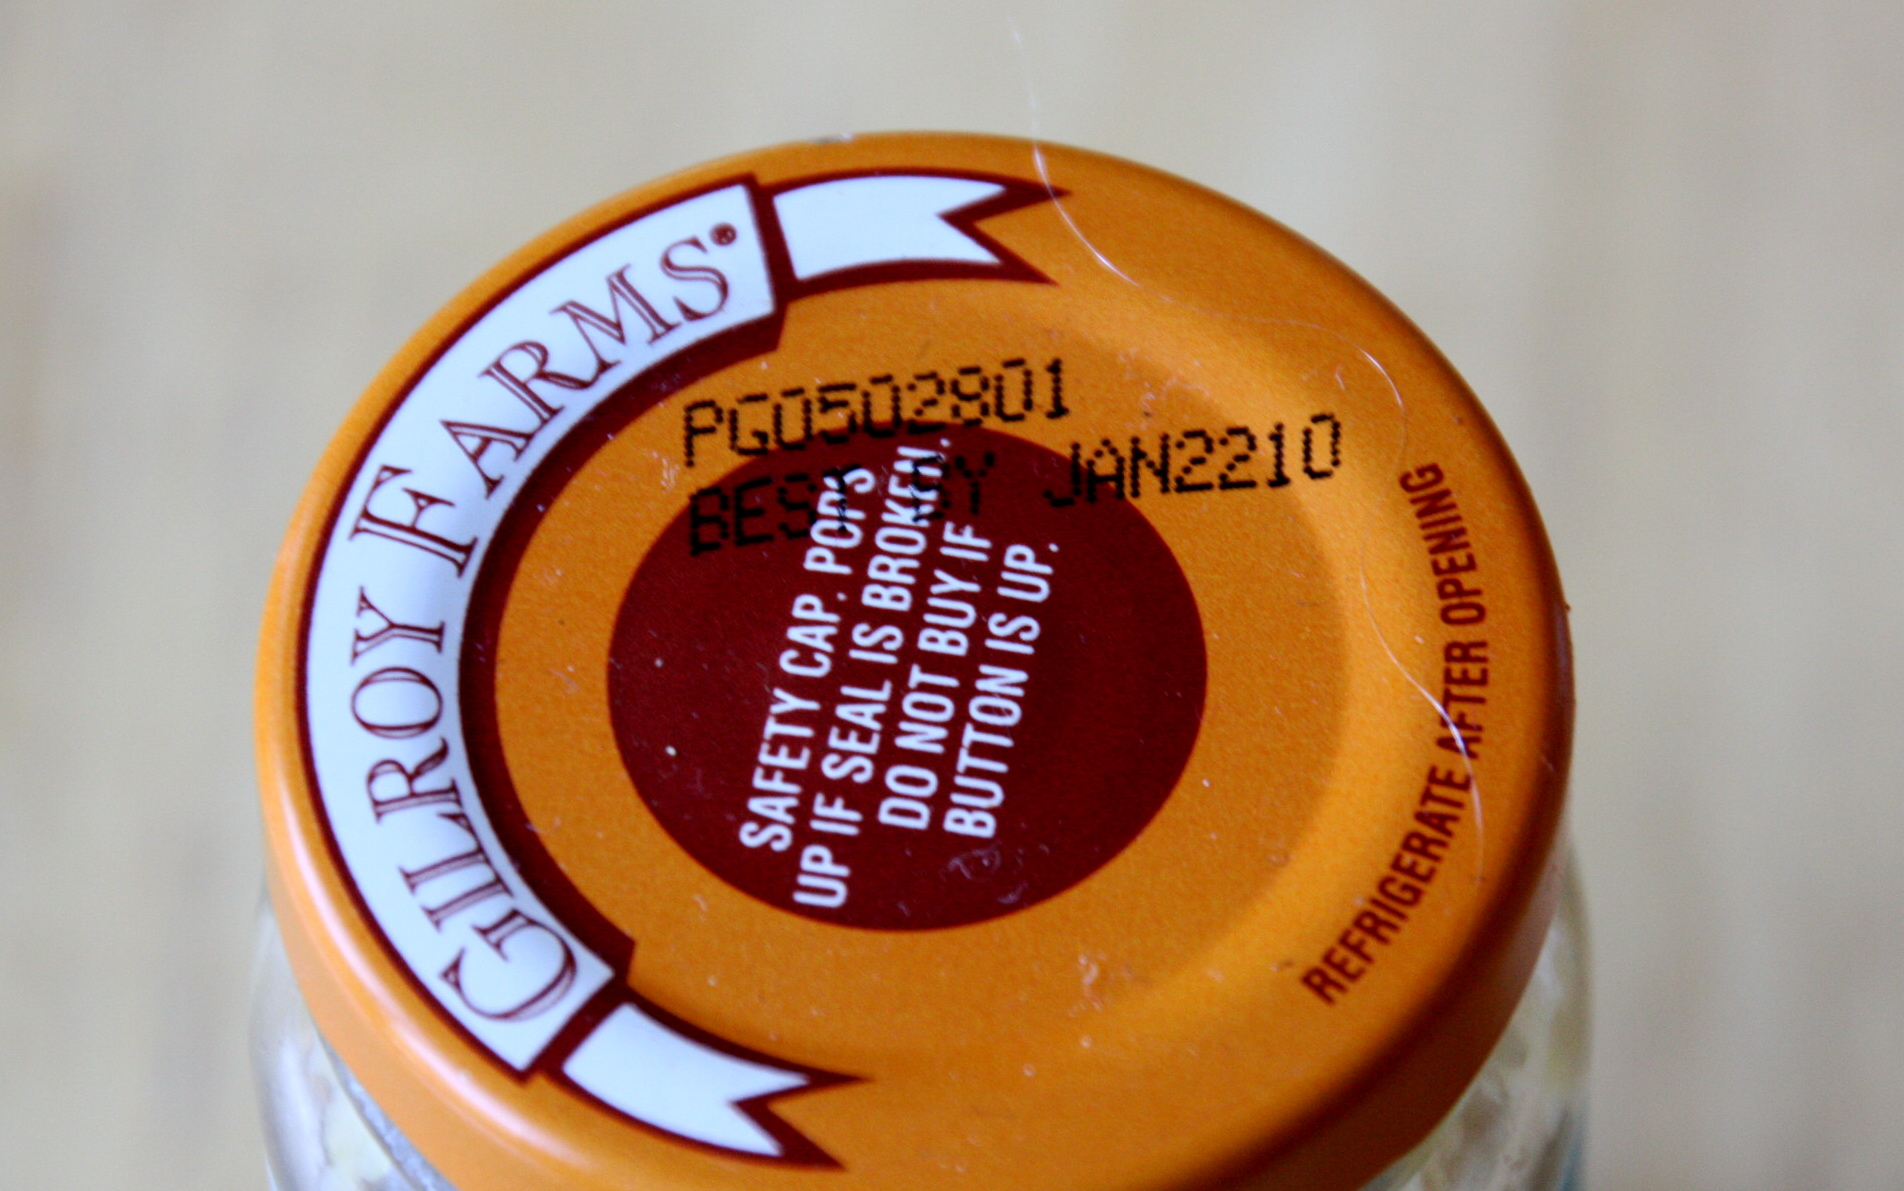 GILROY FARMS®
PG0502801
BEST BY JAN2210
SAFETY CAP. POPS
UP IF SEAL IS BROKEN.
DO NOT BUY IF
BUTTON IS UP.
REFRIGERATE AFTER OPENING